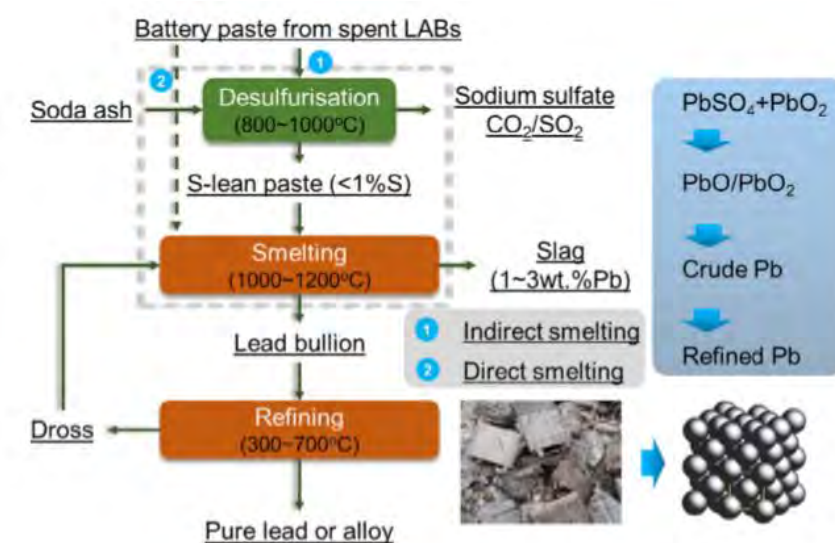 Battery paste from spent LABs
1
2
Soda ash
Desulfurisation
(800~1000°C)
Sodium sulfate
CO₂/SO₂
S-lean paste (<1%S)
Smelting
(1000~1200°C)
Slag
(1~3wt.%Pb)
Lead bullion
1 Indirect smelting
2 Direct smelting
Dross
Refining
(300~700°C)
Pure lead or alloy
PbSO₄+PbO₂
PbO/PbO₂
Crude Pb
Refined Pb